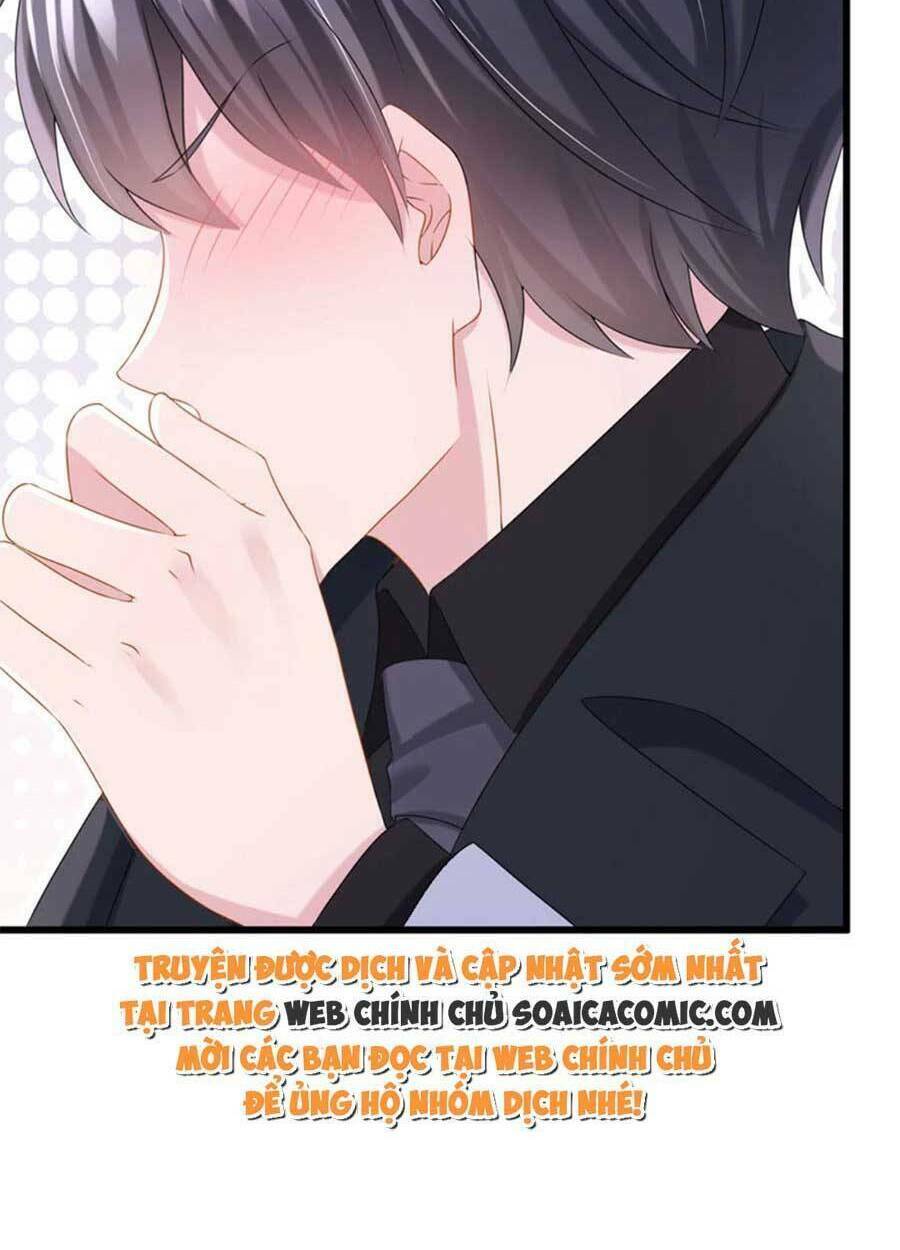 TRUYỆN ĐƯỢC DỊCH VÀ CẬP NHẬT SỚM NHẤT
TẠI TRANG WEB CHÍNH CHỦ SOAICACOMIC.COM
MỜI CÁC BẠN ĐỌC TẠI WEB CHÍNH CHỦ
ĐỂ ỦNG HỘ NHÓM DỊCH NHÉ!